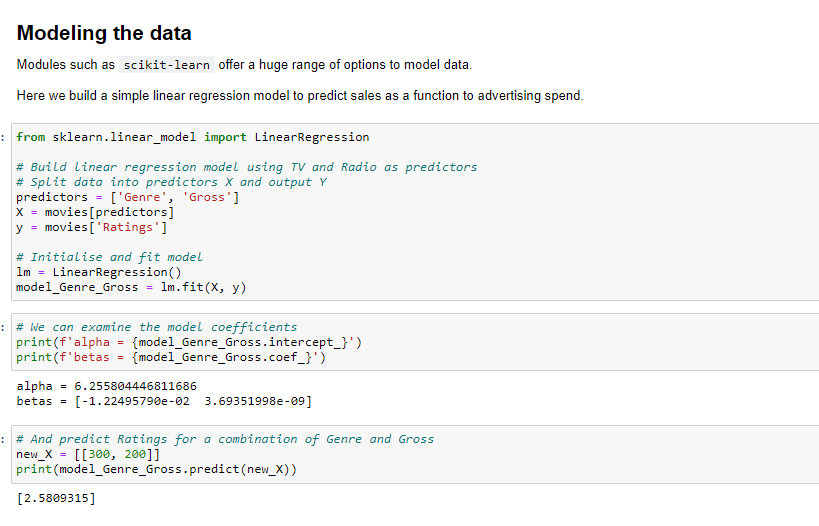 Modeling the data
Modules such as scikit-learn offer a huge range of options to model data.
Here we build a simple linear regression model to predict sales as a function to advertising spend.
: from sklearn.linear_model import LinearRegression
# Build linear regression model using TV and Radio as predictors
# Split data into predictors X and output Y
predictors = ['Genre', 'Gross']
X = movies[predictors]
y = movies['Ratings']
# Initialise and fit model
lm = LinearRegression()
model_Genre_Gross = lm.fit(X, y)
: # We can examine the model coefficients
print(f'alpha = {model_Genre_Gross.intercept_}')
print(f'betas = {model_Genre_Gross.coef_}')
alpha = 6.255804446811686
betas = [-1.22495790e-02  3.69351998e-09]
: # And predict Ratings for a combination of Genre and Gross
new_X = [[300, 200]]
print(model_Genre_Gross.predict(new_X))
[2.5809315]